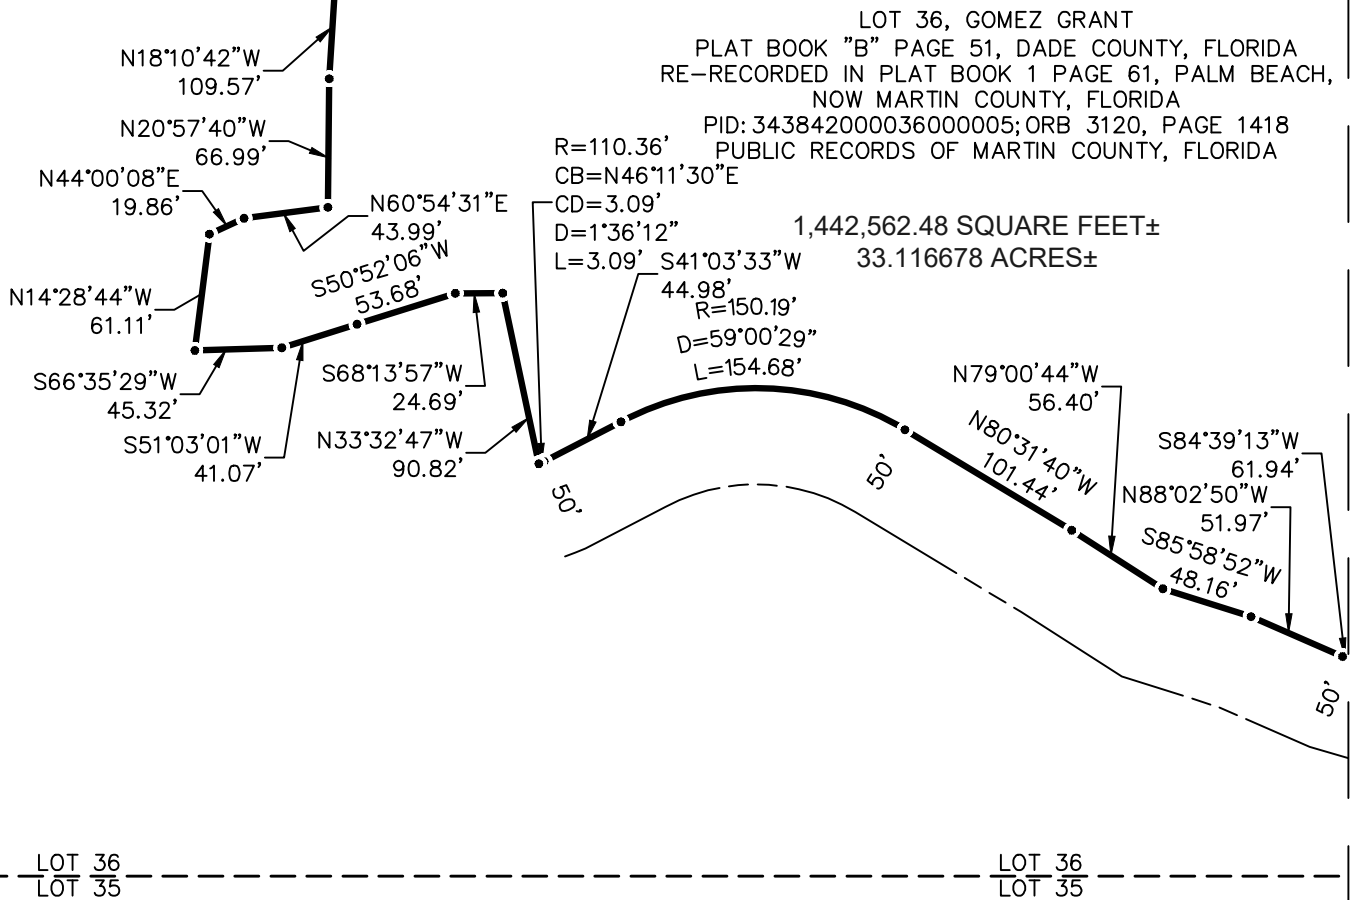 LOT 36, GOMEZ GRANT
PLAT BOOK "B" PAGE 51, DADE COUNTY, FLORIDA
RE-RECORDED IN PLAT BOOK 1 PAGE 61, PALM BEACH,
NOW MARTIN COUNTY, FLORIDA
PID: 343842000036000005; ORB 3120, PAGE 1418
PUBLIC RECORDS OF MARTIN COUNTY, FLORIDA
1,442,562.48 SQUARE FEET±
33.116678 ACRES±
N18°10'42"W
109.57'
N20°57'40"W
66.99'
N44°00'08"E
19.86'
N60°54'31"E
43.99'
N14°28'44"W
61.11'
S66°35'29"W
45.32'
S51°03'01"W
41.07'
S50°52'06"W
53.68'
S68°13'57"W
24.69'
N33°32'47"W
90.82'
R=110.36'
CB=N46°11'30"E
CD=3.09'
D=1°36'12"
L=3.09'
S41°03'33"W
44.98'
R=150.19'
D=59°00'29"
L=154.68'
N80°31'40"W
101.44'
N79°00'44"W
56.40'
S85°58'52"W
48.16'
N88°02'50"W
51.97'
S84°39'13"W
61.94'
50'
50'
50'
LOT 36
LOT 35
LOT 36
LOT 35